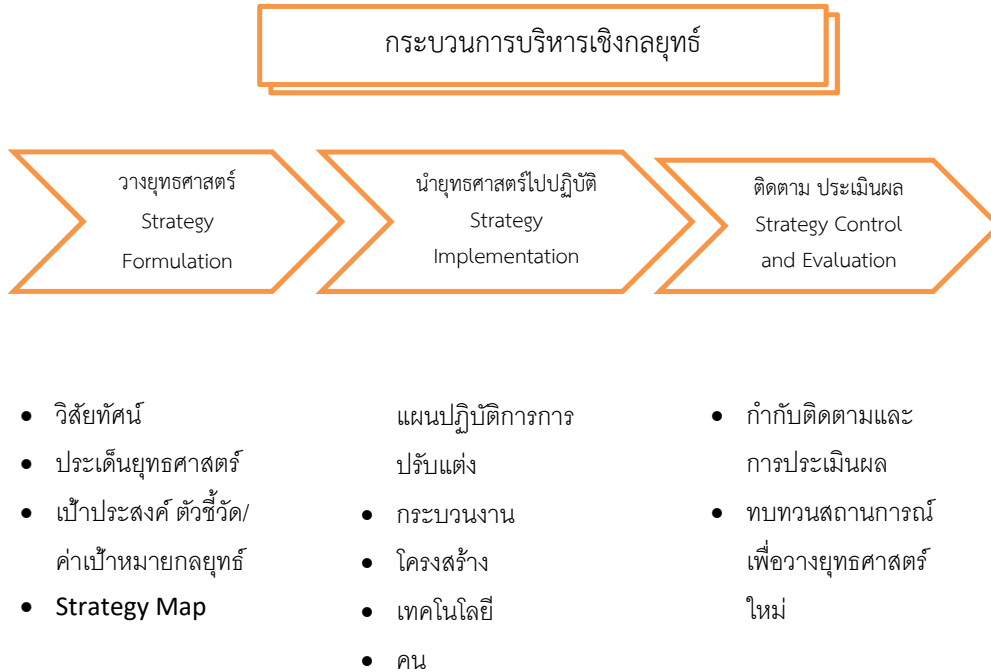 กระบวนการบริหารเชิงกลยุทธ์
วางยุทธศาสตร์
Strategy
Formulation
นำยุทธศาสตร์ไปปฏิบัติ
Strategy
Implementation
ติดตาม ประเมินผล
Strategy Control
and Evaluation
• วิสัยทัศน์
• ประเด็นยุทธศาสตร์
• เป้าประสงค์ ตัวชี้วัด/
ค่าเป้าหมายกลยุทธ์
• Strategy Map
แผนปฏิบัติการการ
ปรับแต่ง
• กระบวนงาน
• โครงสร้าง
• เทคโนโลยี
• คน
• กำกับติดตามและ
การประเมินผล
• ทบทวนสถานการณ์
เพื่อวางยุทธศาสตร์
ใหม่